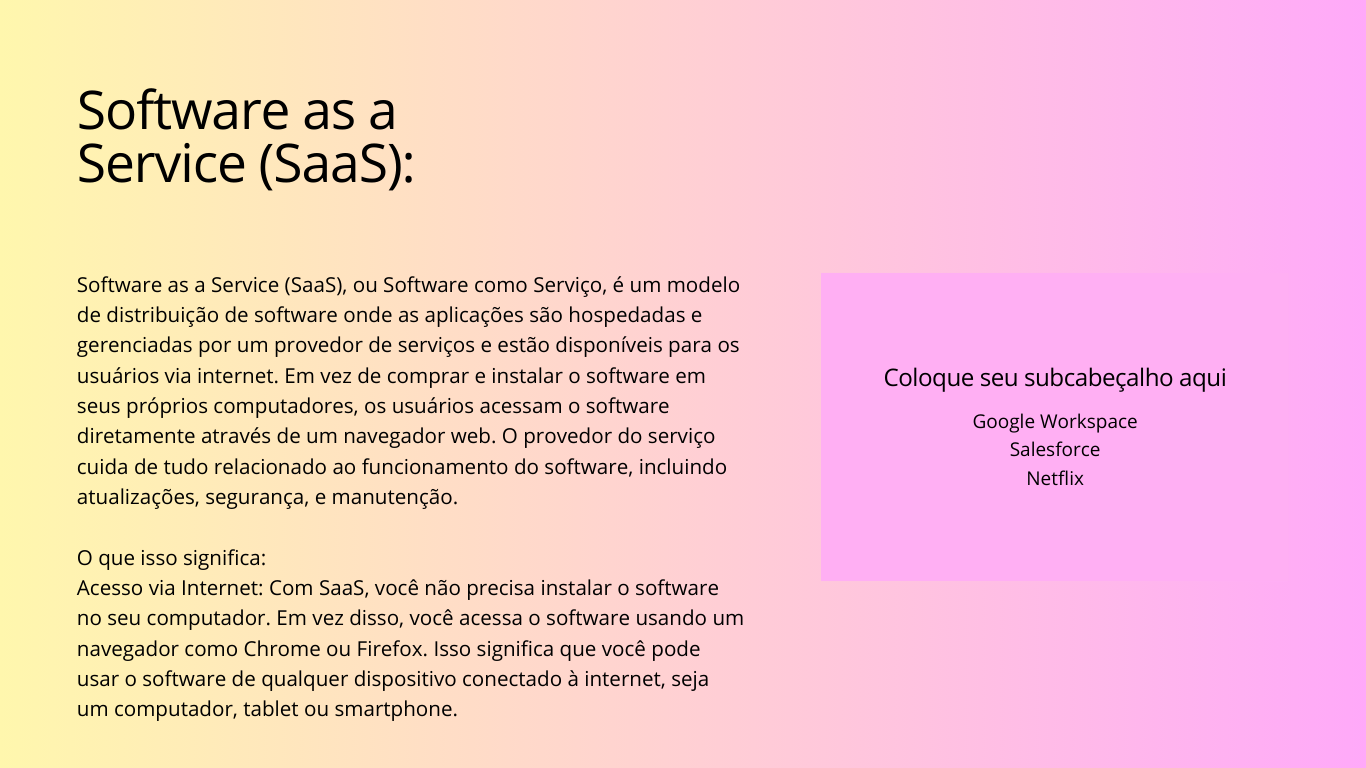 Software as a
Service (SaaS):
Software as a Service (SaaS), ou Software como Serviço, é um modelo
de distribuição de software onde as aplicações são hospedadas e
gerenciadas por um provedor de serviços e estão disponíveis para os
usuários via internet. Em vez de comprar e instalar o software em
seus próprios computadores, os usuários acessam o software
diretamente através de um navegador web. O provedor do serviço
cuida de tudo relacionado ao funcionamento do software, incluindo
atualizações, segurança, e manutenção.
O que isso significa:
Acesso via Internet: Com SaaS, você não precisa instalar o software
no seu computador. Em vez disso, você acessa o software usando um
navegador como Chrome ou Firefox. Isso significa que você pode
usar o software de qualquer dispositivo conectado à internet, seja
um computador, tablet ou smartphone.
Coloque seu subcabeçalho aqui
Google Workspace
Salesforce
Netflix